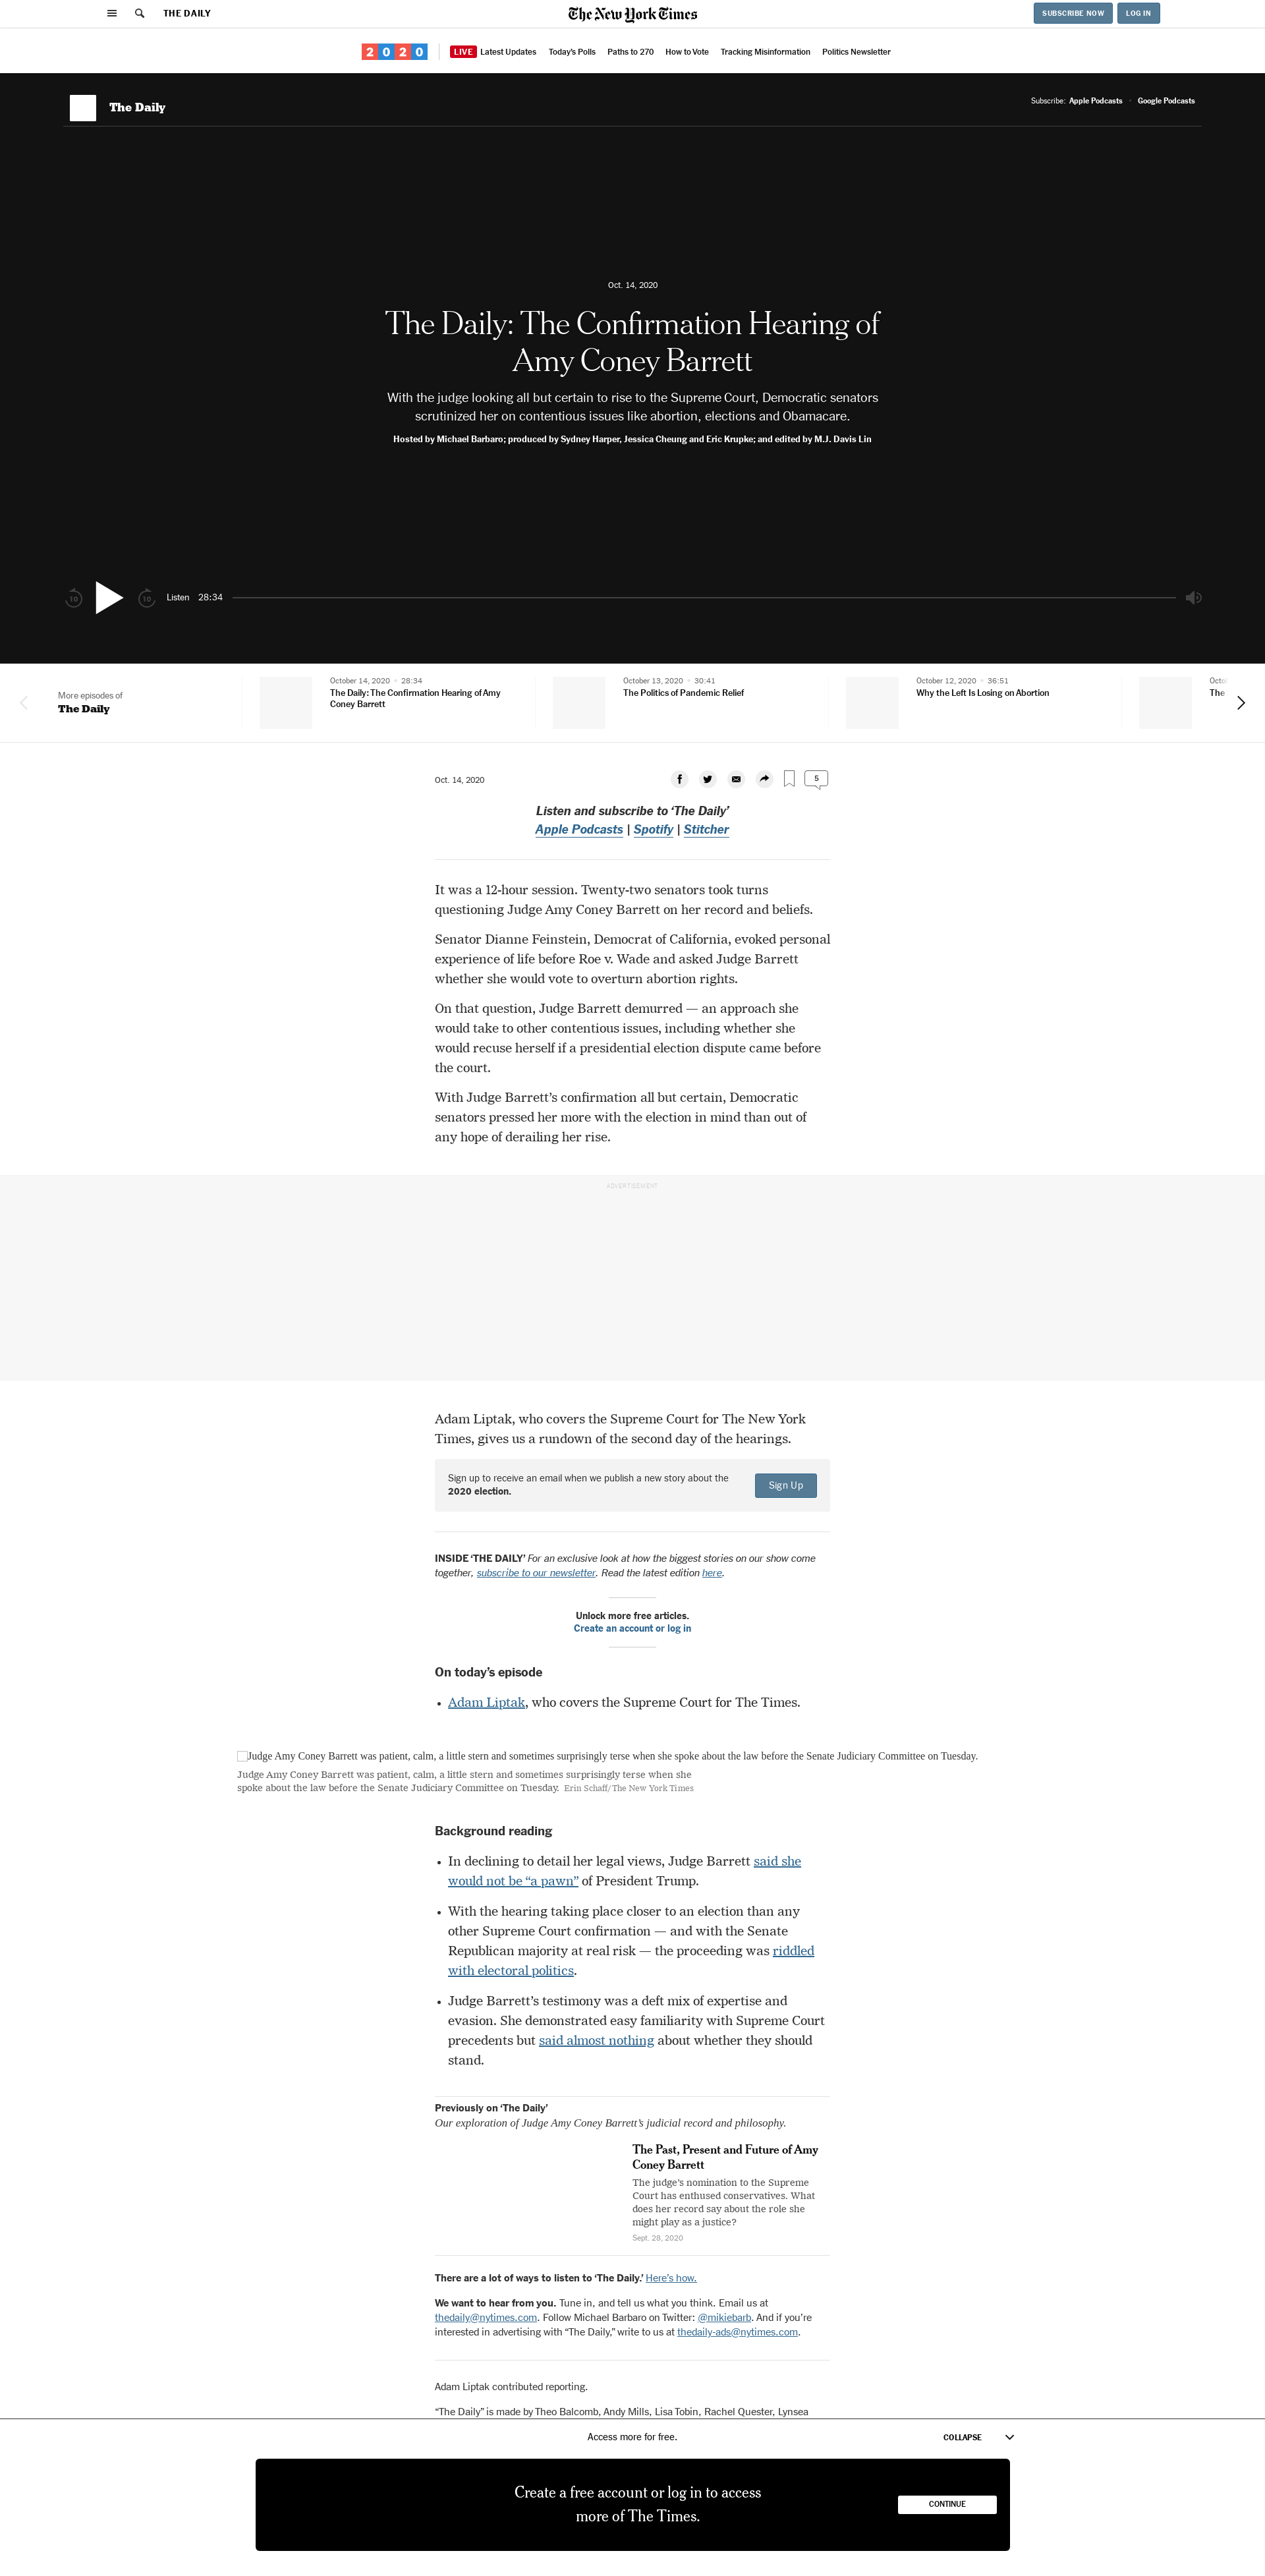 THE DAILY
The New York Times
SUBSCRIBE NOW
LOG IN
2020
LIVE Latest Updates
Today's Polls
Paths to 270
How to Vote
Tracking Misinformation
Politics Newsletter
The Daily
Subscribe: Apple Podcasts • Google Podcasts
Oct. 14, 2020
The Daily: The Confirmation Hearing of
Amy Coney Barrett
With the judge looking all but certain to rise to the Supreme Court, Democratic senators
scrutinized her on contentious issues like abortion, elections and Obamacare.
Hosted by Michael Barbaro; produced by Sydney Harper, Jessica Cheung and Eric Krupke; and edited by M.J. Davis Lin
10
10
Listen 28:34
More episodes of
The Daily
October 14, 2020 • 28:34
The Daily: The Confirmation Hearing of Amy
Coney Barrett
October 13, 2020 • 30:41
The Politics of Pandemic Relief
October 12, 2020 • 36:51
Why the Left Is Losing on Abortion
Octo
The
Oct. 14, 2020
5
Listen and subscribe to ‘The Daily’
Apple Podcasts | Spotify | Stitcher
It was a 12-hour session. Twenty-two senators took turns
questioning Judge Amy Coney Barrett on her record and beliefs.
Senator Dianne Feinstein, Democrat of California, evoked personal
experience of life before Roe v. Wade and asked Judge Barrett
whether she would vote to overturn abortion rights.
On that question, Judge Barrett demurred — an approach she
would take to other contentious issues, including whether she
would recuse herself if a presidential election dispute came before
the court.
With Judge Barrett’s confirmation all but certain, Democratic
senators pressed her more with the election in mind than out of
any hope of derailing her rise.
ADVERTISEMENT
Adam Liptak, who covers the Supreme Court for The New York
Times, gives us a rundown of the second day of the hearings.
Sign up to receive an email when we publish a new story about the
2020 election.
Sign Up
INSIDE ‘THE DAILY’ For an exclusive look at how the biggest stories on our show come
together, subscribe to our newsletter. Read the latest edition here.
Unlock more free articles.
Create an account or log in
On today’s episode
• Adam Liptak, who covers the Supreme Court for The Times.
Judge Amy Coney Barrett was patient, calm, a little stern and sometimes surprisingly terse when she spoke about the law before the Senate Judiciary Committee on Tuesday.
Judge Amy Coney Barrett was patient, calm, a little stern and sometimes surprisingly terse when she
spoke about the law before the Senate Judiciary Committee on Tuesday. Erin Schaff/The New York Times
Background reading
• In declining to detail her legal views, Judge Barrett said she
would not be “a pawn” of President Trump.
• With the hearing taking place closer to an election than any
other Supreme Court confirmation — and with the Senate
Republican majority at real risk — the proceeding was riddled
with electoral politics.
• Judge Barrett’s testimony was a deft mix of expertise and
evasion. She demonstrated easy familiarity with Supreme Court
precedents but said almost nothing about whether they should
stand.
Previously on ‘The Daily’
Our exploration of Judge Amy Coney Barrett’s judicial record and philosophy.
The Past, Present and Future of Amy
Coney Barrett
The judge’s nomination to the Supreme
Court has enthused conservatives. What
does her record say about the role she
might play as a justice?
Sept. 28, 2020
There are a lot of ways to listen to ‘The Daily.’ Here’s how.
We want to hear from you. Tune in, and tell us what you think. Email us at
thedaily@nytimes.com. Follow Michael Barbaro on Twitter: @mikiebarb. And if you’re
interested in advertising with “The Daily,” write to us at thedaily-ads@nytimes.com.
Adam Liptak contributed reporting.
“The Daily” is made by Theo Balcomb, Andy Mills, Lisa Tobin, Rachel Quester, Lynsea
Access more for free.
COLLAPSE
Create a free account or log in to access
more of The Times.
CONTINUE